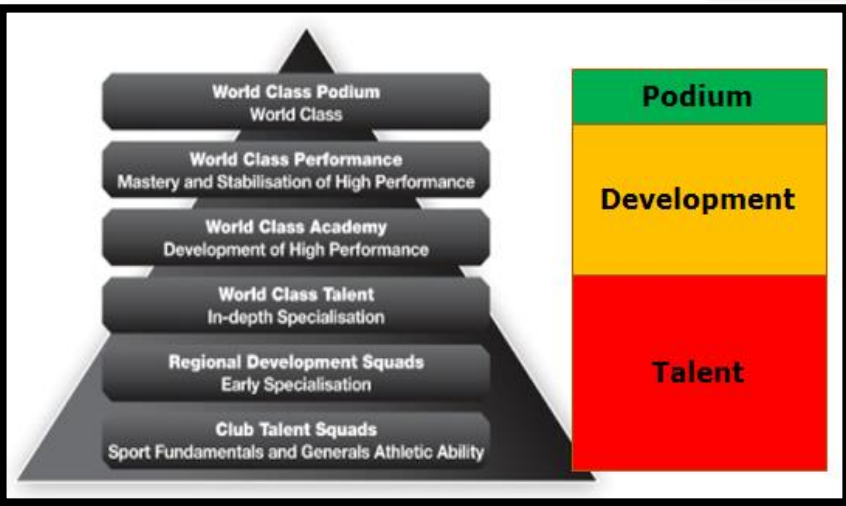 World Class Podium
World Class
World Class Performance
Mastery and Stabilisation of High Performance
World Class Academy
Development of High Performance
World Class Talent
In-depth Specialisation
Regional Development Squads
Early Specialisation
Club Talent Squads
Sport Fundamentals and Generals Athletic Ability
Podium
Development
Talent